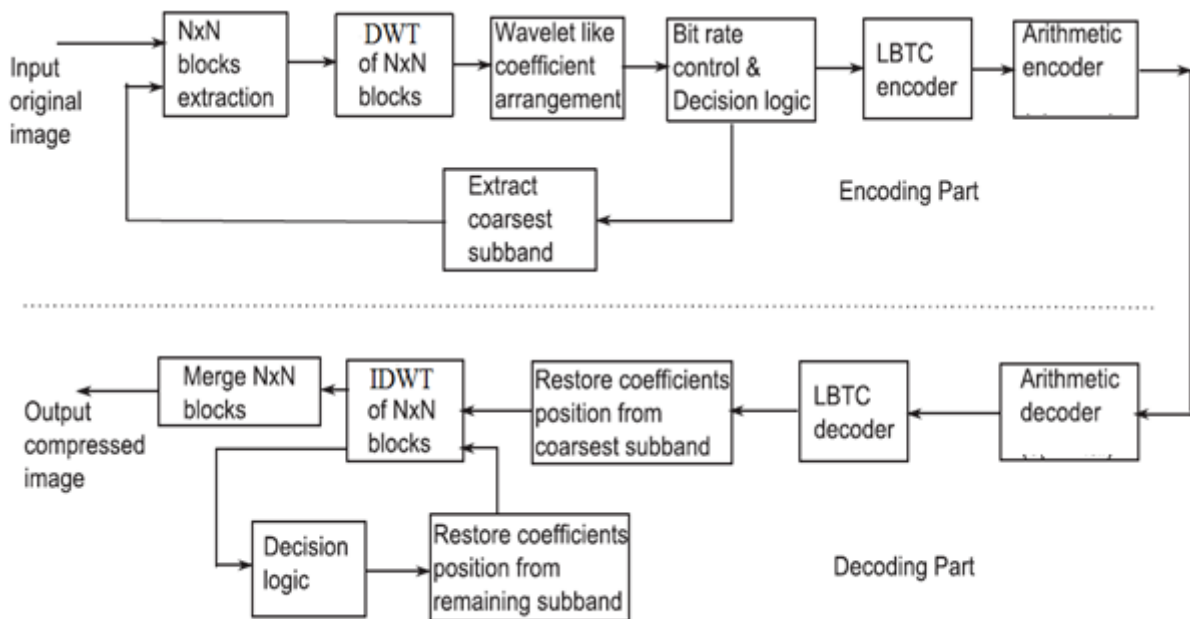 Input
original
image
NxN
blocks
extraction
DWT
of NxN
blocks
Wavelet like
coefficient
arrangement
Bit rate
control &
Decision logic
LBTC
encoder
Arithmetic
encoder
Extract
coarsest
subband
Encoding Part
Output
compressed
image
Merge NxN
blocks
IDWT
of NxN
blocks
Restore coefficients
position from
coarsest subband
LBTC
decoder
Arithmetic
decoder
Decision
logic
Restore coefficients
position from
remaining subband
Decoding Part